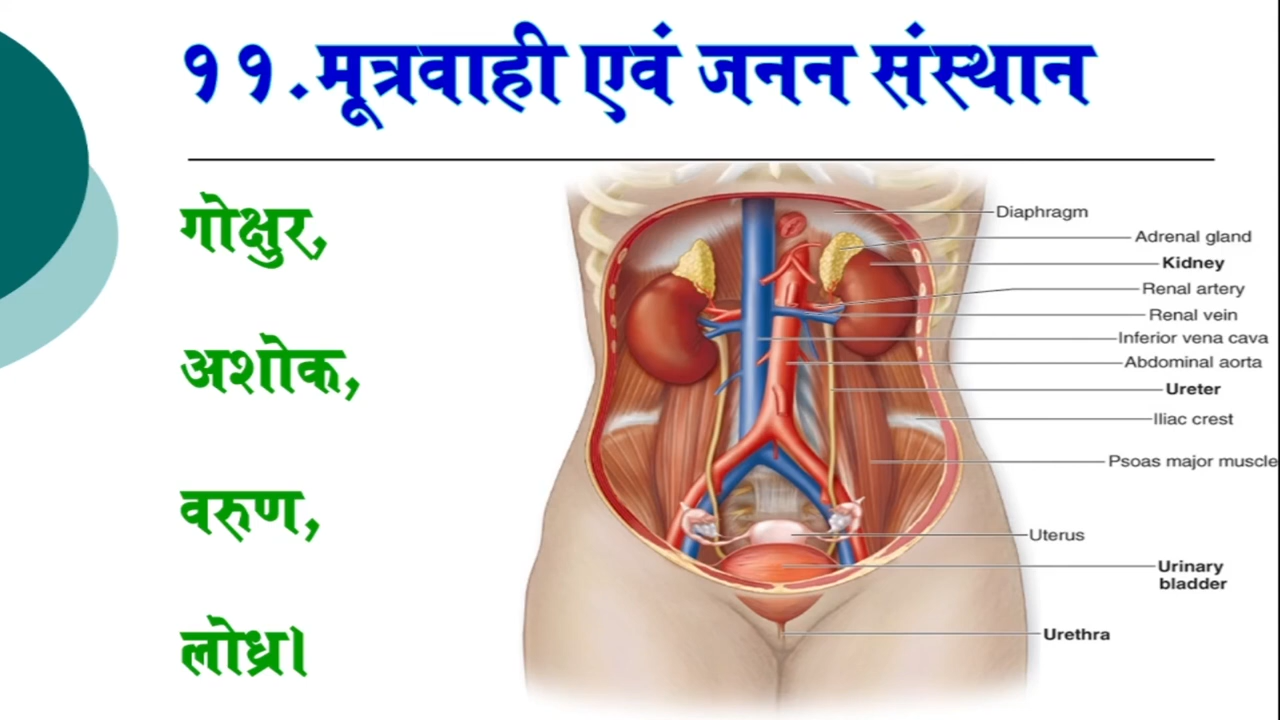 ११.मूत्रवाही एवं जनन संस्थान
गोक्षुर,
अशोक,
वरुण,
लोध्र।
Diaphragm
Adrenal gland
Kidney
Renal artery
Renal vein
Inferior vena cava
Abdominal aorta
Ureter
Iliac crest
Psoas major muscle
Uterus
Urinary
bladder
Urethra